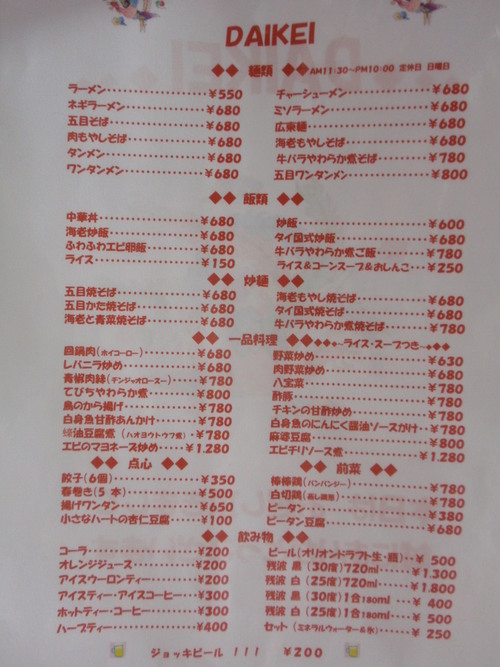 DAIKEI
◆◆ 麺類 ◆◆ AM11:30~PM10:00 定休日 日曜日
ラーメン ¥550
ネギラーメン ¥680
五目そば ¥680
肉もやしそば ¥680
タンメン ¥680
ワンタンメン ¥680
チャーシューメン ¥680
ミソラーメン ¥680
広東麺 ¥680
海老もやしそば ¥680
牛バラやわらか煮そば ¥780
五目ワンタンメン ¥800
◆◆ 飯類 ◆◆
中華丼 ¥680
海老炒飯 ¥680
ふわふわエビ卵飯 ¥680
ライス ¥150
炒飯 ¥600
タイ国式炒飯 ¥680
牛バラやわらか煮ご飯 ¥780
ライス&コーンスープ&おしんこ ¥250
◆◆ 炒麺 ◆◆
五目焼そば ¥680
五目かた焼そば ¥680
海老と青菜焼そば ¥680
海老もやし焼そば ¥680
タイ国式焼そば ¥680
牛バラやわらか焼そば ¥780
◆◆ 一品料理 ◆◆◆◆◆~ライス・スープつき~◆◆◆
回鍋肉(ホイコーロー) ¥680
レバニラ炒め ¥680
青椒肉絲(チンジャオロースー) ¥780
てびちやわらか煮 ¥800
鳥のから揚げ ¥780
白身魚甘酢あんかけ ¥780
油豆腐煮 (ハオヨウトウフ煮) ¥780
エビのマヨネーズ炒め ¥1.280
野菜炒め ¥630
肉野菜炒め ¥680
八宝菜 ¥780
酢豚 ¥780
チキンの甘酢炒め ¥780
白身魚のにんにく醤油ソースがけ ¥780
麻婆豆腐 ¥800
エビチリソース煮 ¥1.280
◆◆ 点心 ◆◆
餃子(6個) ¥350
春巻き(5 本) ¥500
揚げワンタン ¥650
小さなハートの杏仁豆腐 ¥100
◆◆ 前菜 ◆◆
棒棒鶏(バンバンジー) ¥780
白切鶏(蒸し鶏葱) ¥780
ピータン ¥380
ピータン豆腐 ¥680
◆◆ 飲み物 ◆◆
コーラ ¥200
オレンジジュース ¥200
アイスウーロンティー ¥200
アイスティー・アイスコーヒー ¥300
ホットティー・コーヒー ¥300
ハーブティー ¥400
ビール(オリオンドラフト生・瓶) ¥ 500
残波 黒 (30度)720ml ¥1.300
残波 白 (25度)720ml ¥1.800
残波 黒 (30度)1合180ml ¥ 400
残波 白 (25度)1合180ml ¥ 500
セット (ミネラルウォーター&氷) ¥ 250
ジョッキビール !!! ¥200